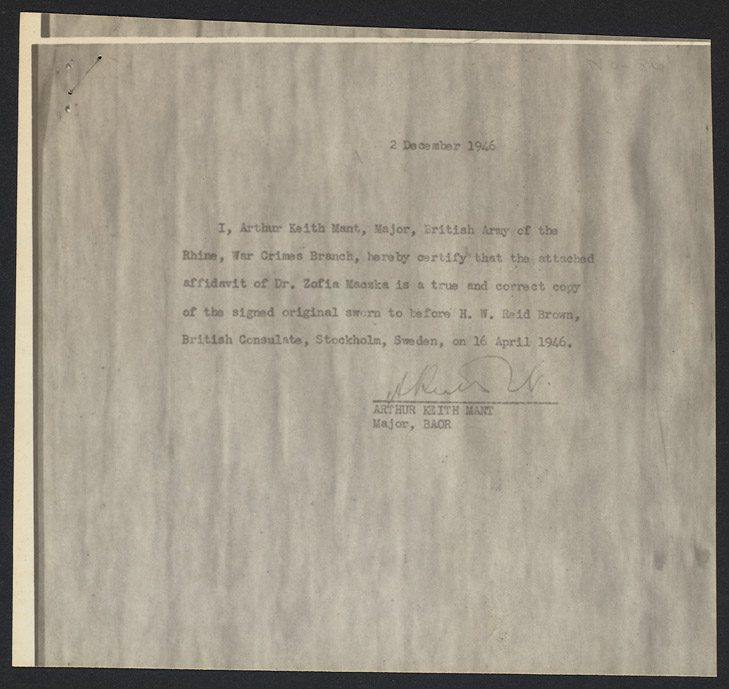 2 December 1946
I, Arthur Keith Mant, Major, British Army of the
Rhine, War Crimes Branch, hereby certify that the attached
affidavit of Dr. Zofia Maczka is a true and correct copy
of the signed original sworn to before H. W. Reid Brown,
British Consulate, Stockholm, Sweden, on 16 April 1946.
ARTHUR KEITH MANT
Major, BAOR